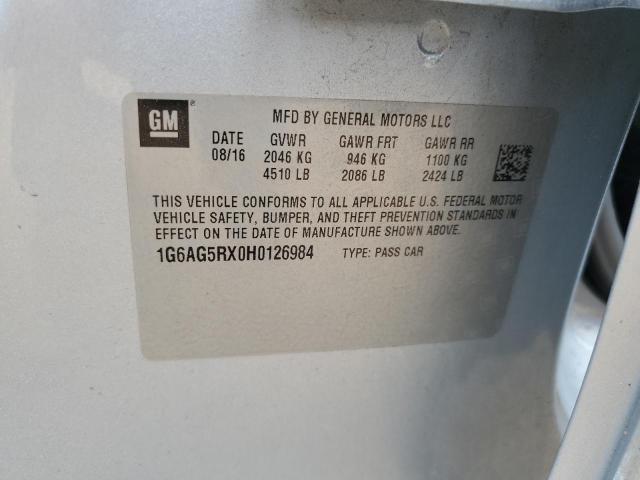 GM ®
MFD BY GENERAL MOTORS LLC
DATE GVWR GAWR FRT GAWR RR
08/16 2046 KG 946 KG 1100 KG
4510 LB 2086 LB 2424 LB
THIS VEHICLE CONFORMS TO ALL APPLICABLE U.S. FEDERAL MOTOR
VEHICLE SAFETY, BUMPER, AND THEFT PREVENTION STANDARDS IN
EFFECT ON THE DATE OF MANUFACTURE SHOWN ABOVE.
1G6AG5RX0H0126984 TYPE: PASS CAR